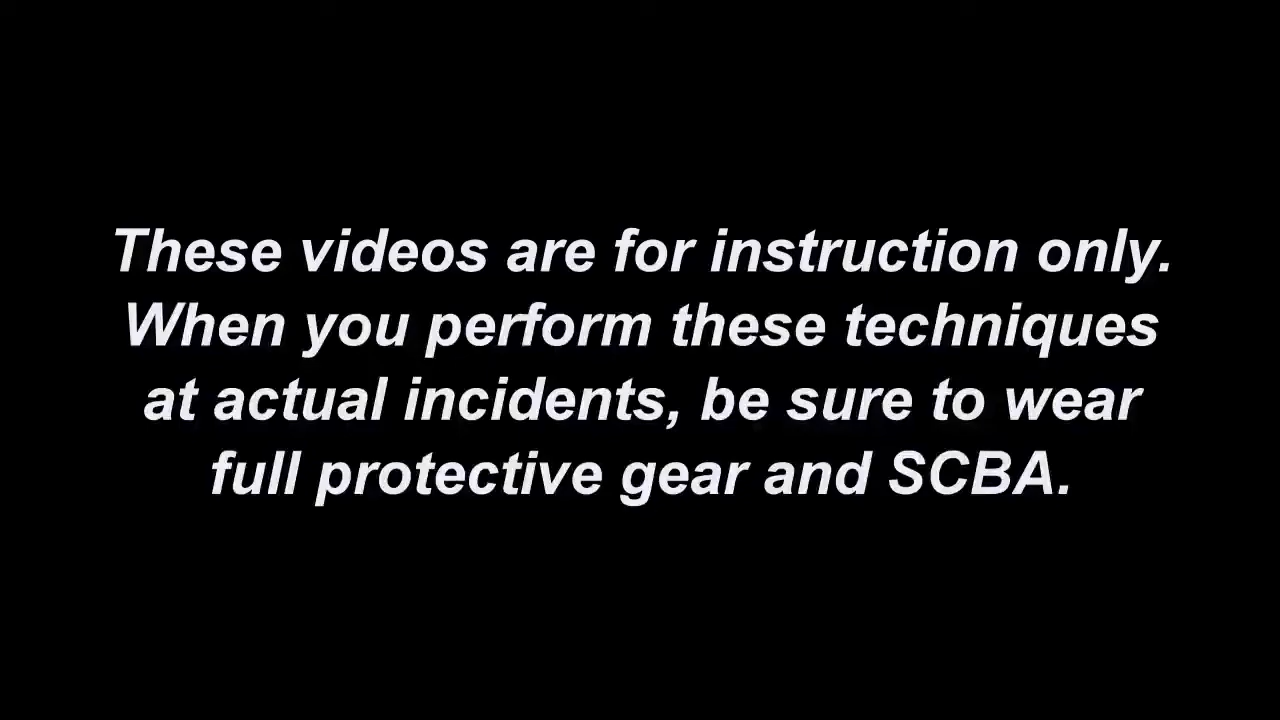 These videos are for instruction only.
When you perform these techniques
at actual incidents, be sure to wear
full protective gear and SCBA.